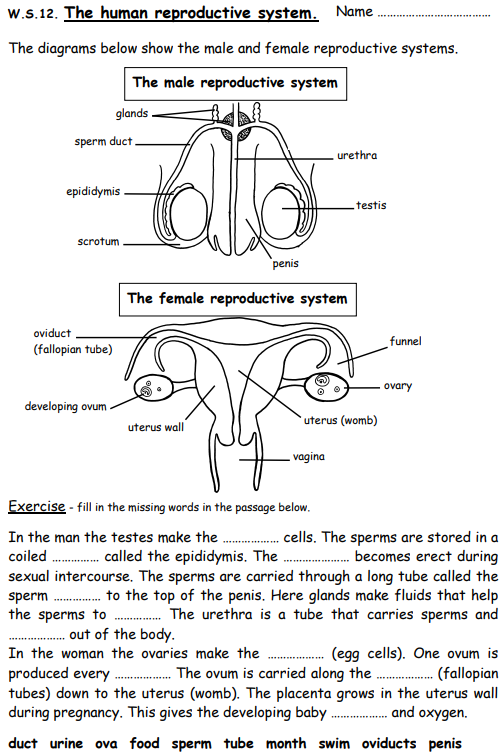 W.S.12. The human reproductive system. Name ....................................
The diagrams below show the male and female reproductive systems.
The male reproductive system
glands
sperm duct
urethra
epididymis
testis
scrotum
penis
The female reproductive system
oviduct
(fallopian tube)
funnel
ovary
developing ovum
uterus wall
uterus (womb)
vagina
Exercise - fill in the missing words in the passage below.
In the man the testes make the .................. cells. The sperms are stored in a
coiled ............... called the epididymis. The ..................... becomes erect during
sexual intercourse. The sperms are carried through a long tube called the
sperm ............... to the top of the penis. Here glands make fluids that help
the sperms to ............... The urethra is a tube that carries sperms and
.................. out of the body.
In the woman the ovaries make the .................. (egg cells). One ovum is
produced every .................. The ovum is carried along the .................. (fallopian
tubes) down to the uterus (womb). The placenta grows in the uterus wall
during pregnancy. This gives the developing baby .................. and oxygen.
duct urine ova food sperm tube month swim oviducts penis